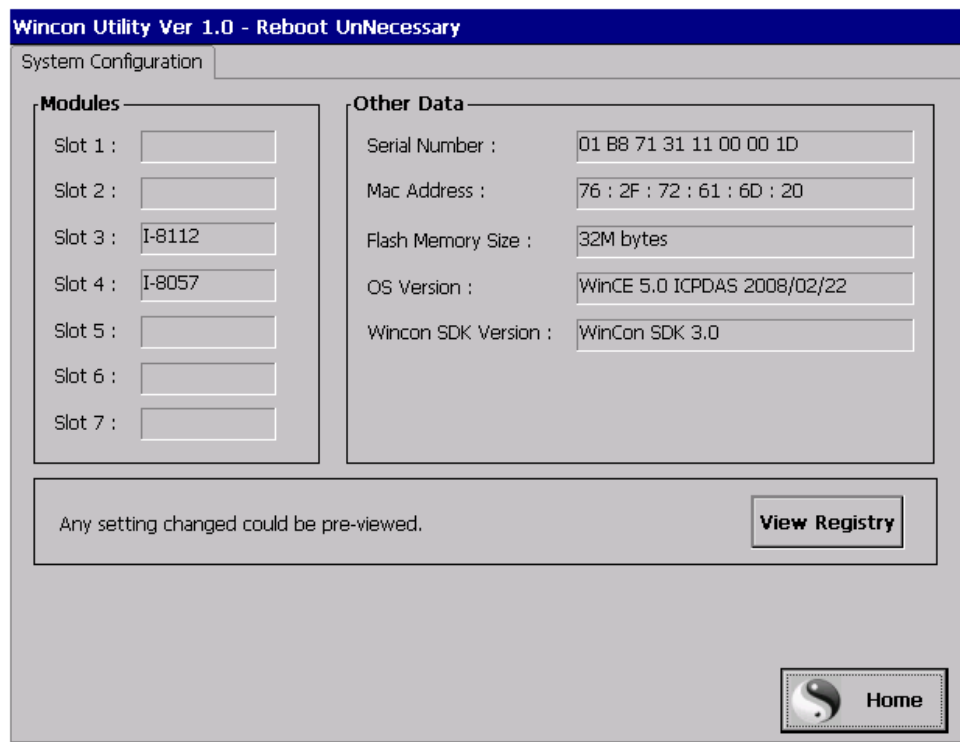 Wincon Utility Ver 1.0 - Reboot UnNecessary
System Configuration
Modules
Slot 1 :
Slot 2 :
Slot 3 : I-8112
Slot 4 : I-8057
Slot 5 :
Slot 6 :
Slot 7 :
Other Data
Serial Number : 01 B8 71 31 11 00 00 1D
Mac Address : 76 : 2F : 72 : 61 : 6D : 20
Flash Memory Size : 32M bytes
OS Version : WinCE 5.0 ICPDAS 2008/02/22
Wincon SDK Version : WinCon SDK 3.0
Any setting changed could be pre-viewed.
View Registry
Home